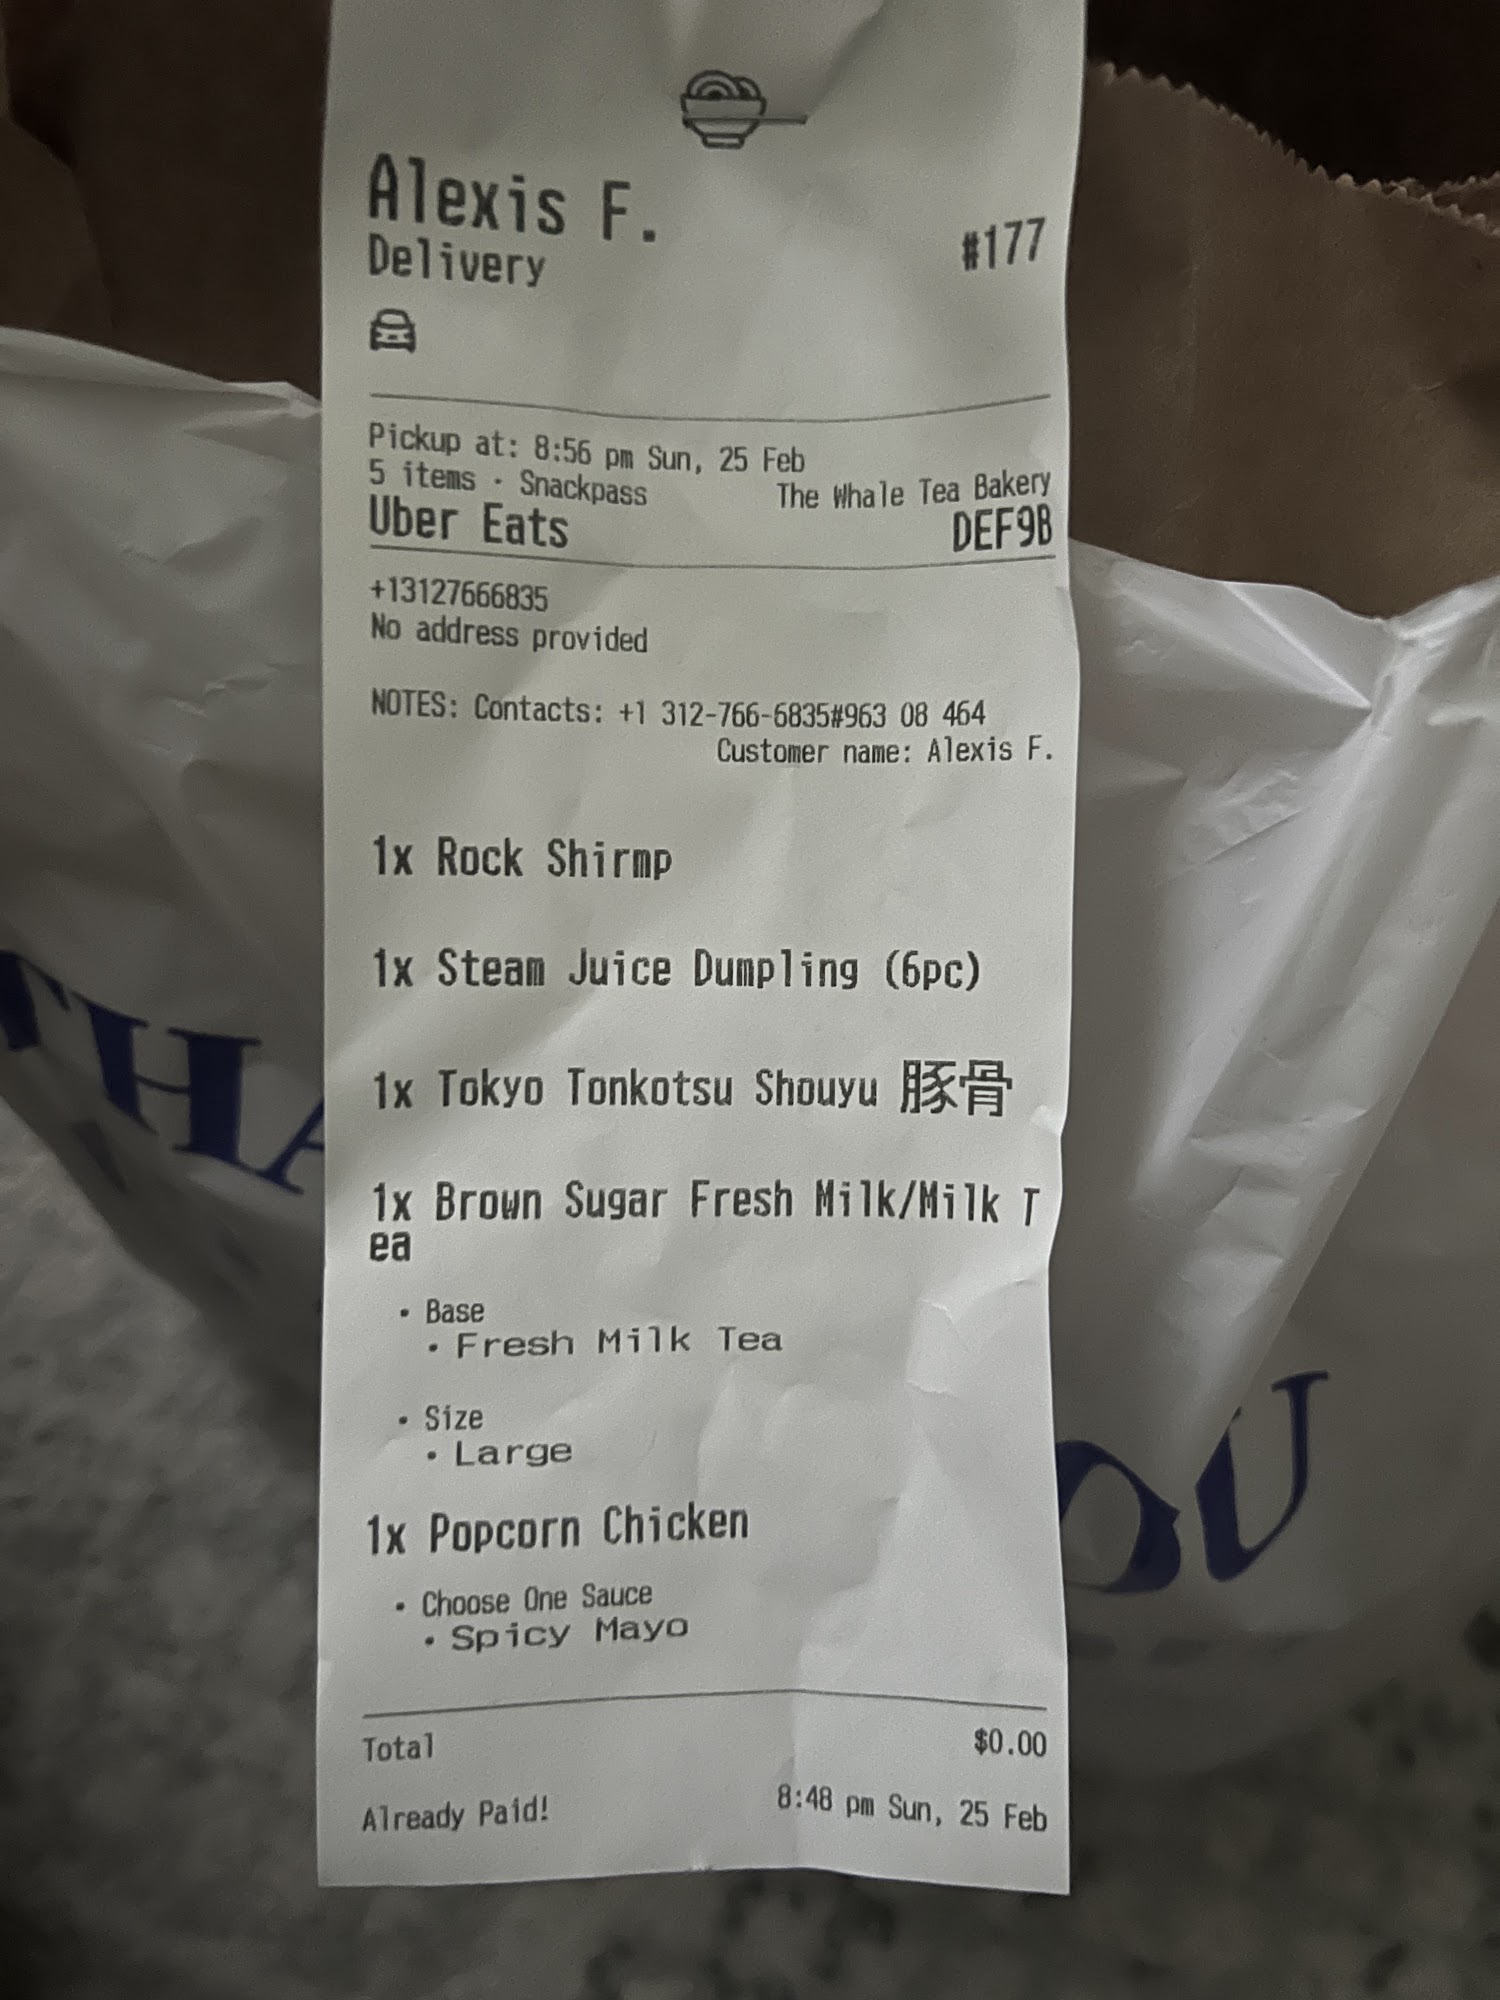 Alexis F.
Delivery
#177
Pickup at: 8:56 pm Sun, 25 Feb
5 items · Snackpass
The Whale Tea Bakery
Uber Eats
DEF9B
+13127666835
No address provided
NOTES: Contacts: +1 312-766-6835#963 08 464
Customer name: Alexis F.
1x Rock Shirmp
1x Steam Juice Dumpling (6pc)
1x Tokyo Tonkotsu Shouyu 豚骨
1x Brown Sugar Fresh Milk/Milk T
ea
• Base
• Fresh Milk Tea
• Size
• Large
1x Popcorn Chicken
• Choose One Sauce
• Spicy Mayo
Total $0.00
Already Paid! 8:48 pm Sun, 25 Feb
THA
OU